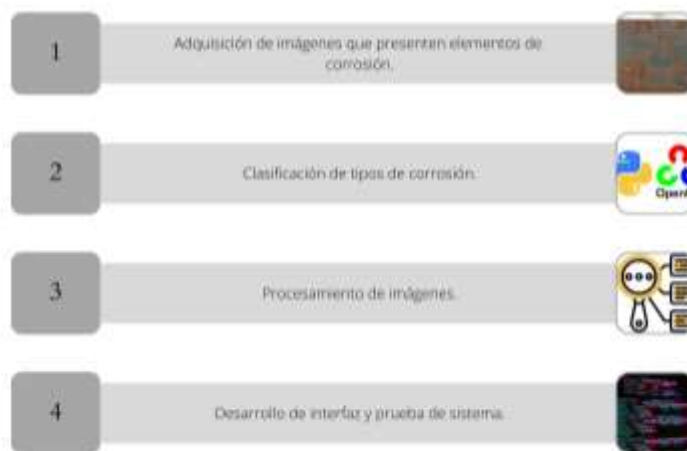 1
Adquisición de imágenes que presenten elementos de
corrosión.
2
Clasificación de tipos de corrosión.
3
Procesamiento de imágenes.
4
Desarrollo de interfaz y prueba de sistema.